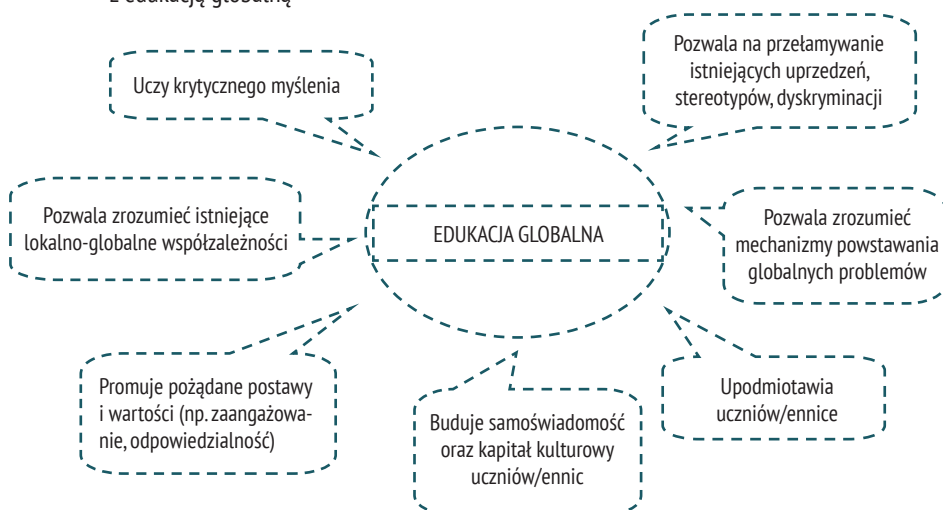 z edukacją globalną
Uczy krytycznego myślenia
Pozwala na przełamywanie
istniejących uprzedzeń,
stereotypów, dyskryminacji
Pozwala zrozumieć istniejące
lokalno-globalne współzależności
EDUKACJA GLOBALNA
Pozwala zrozumieć
mechanizmy powstawania
globalnych problemów
Promuje pożądane postawy
i wartości (np. zaangażowa-
nie, odpowiedzialność)
Buduje samoświadomość
oraz kapitał kulturowy
uczniów/ennic
Upodmiotawia
uczniów/ennice